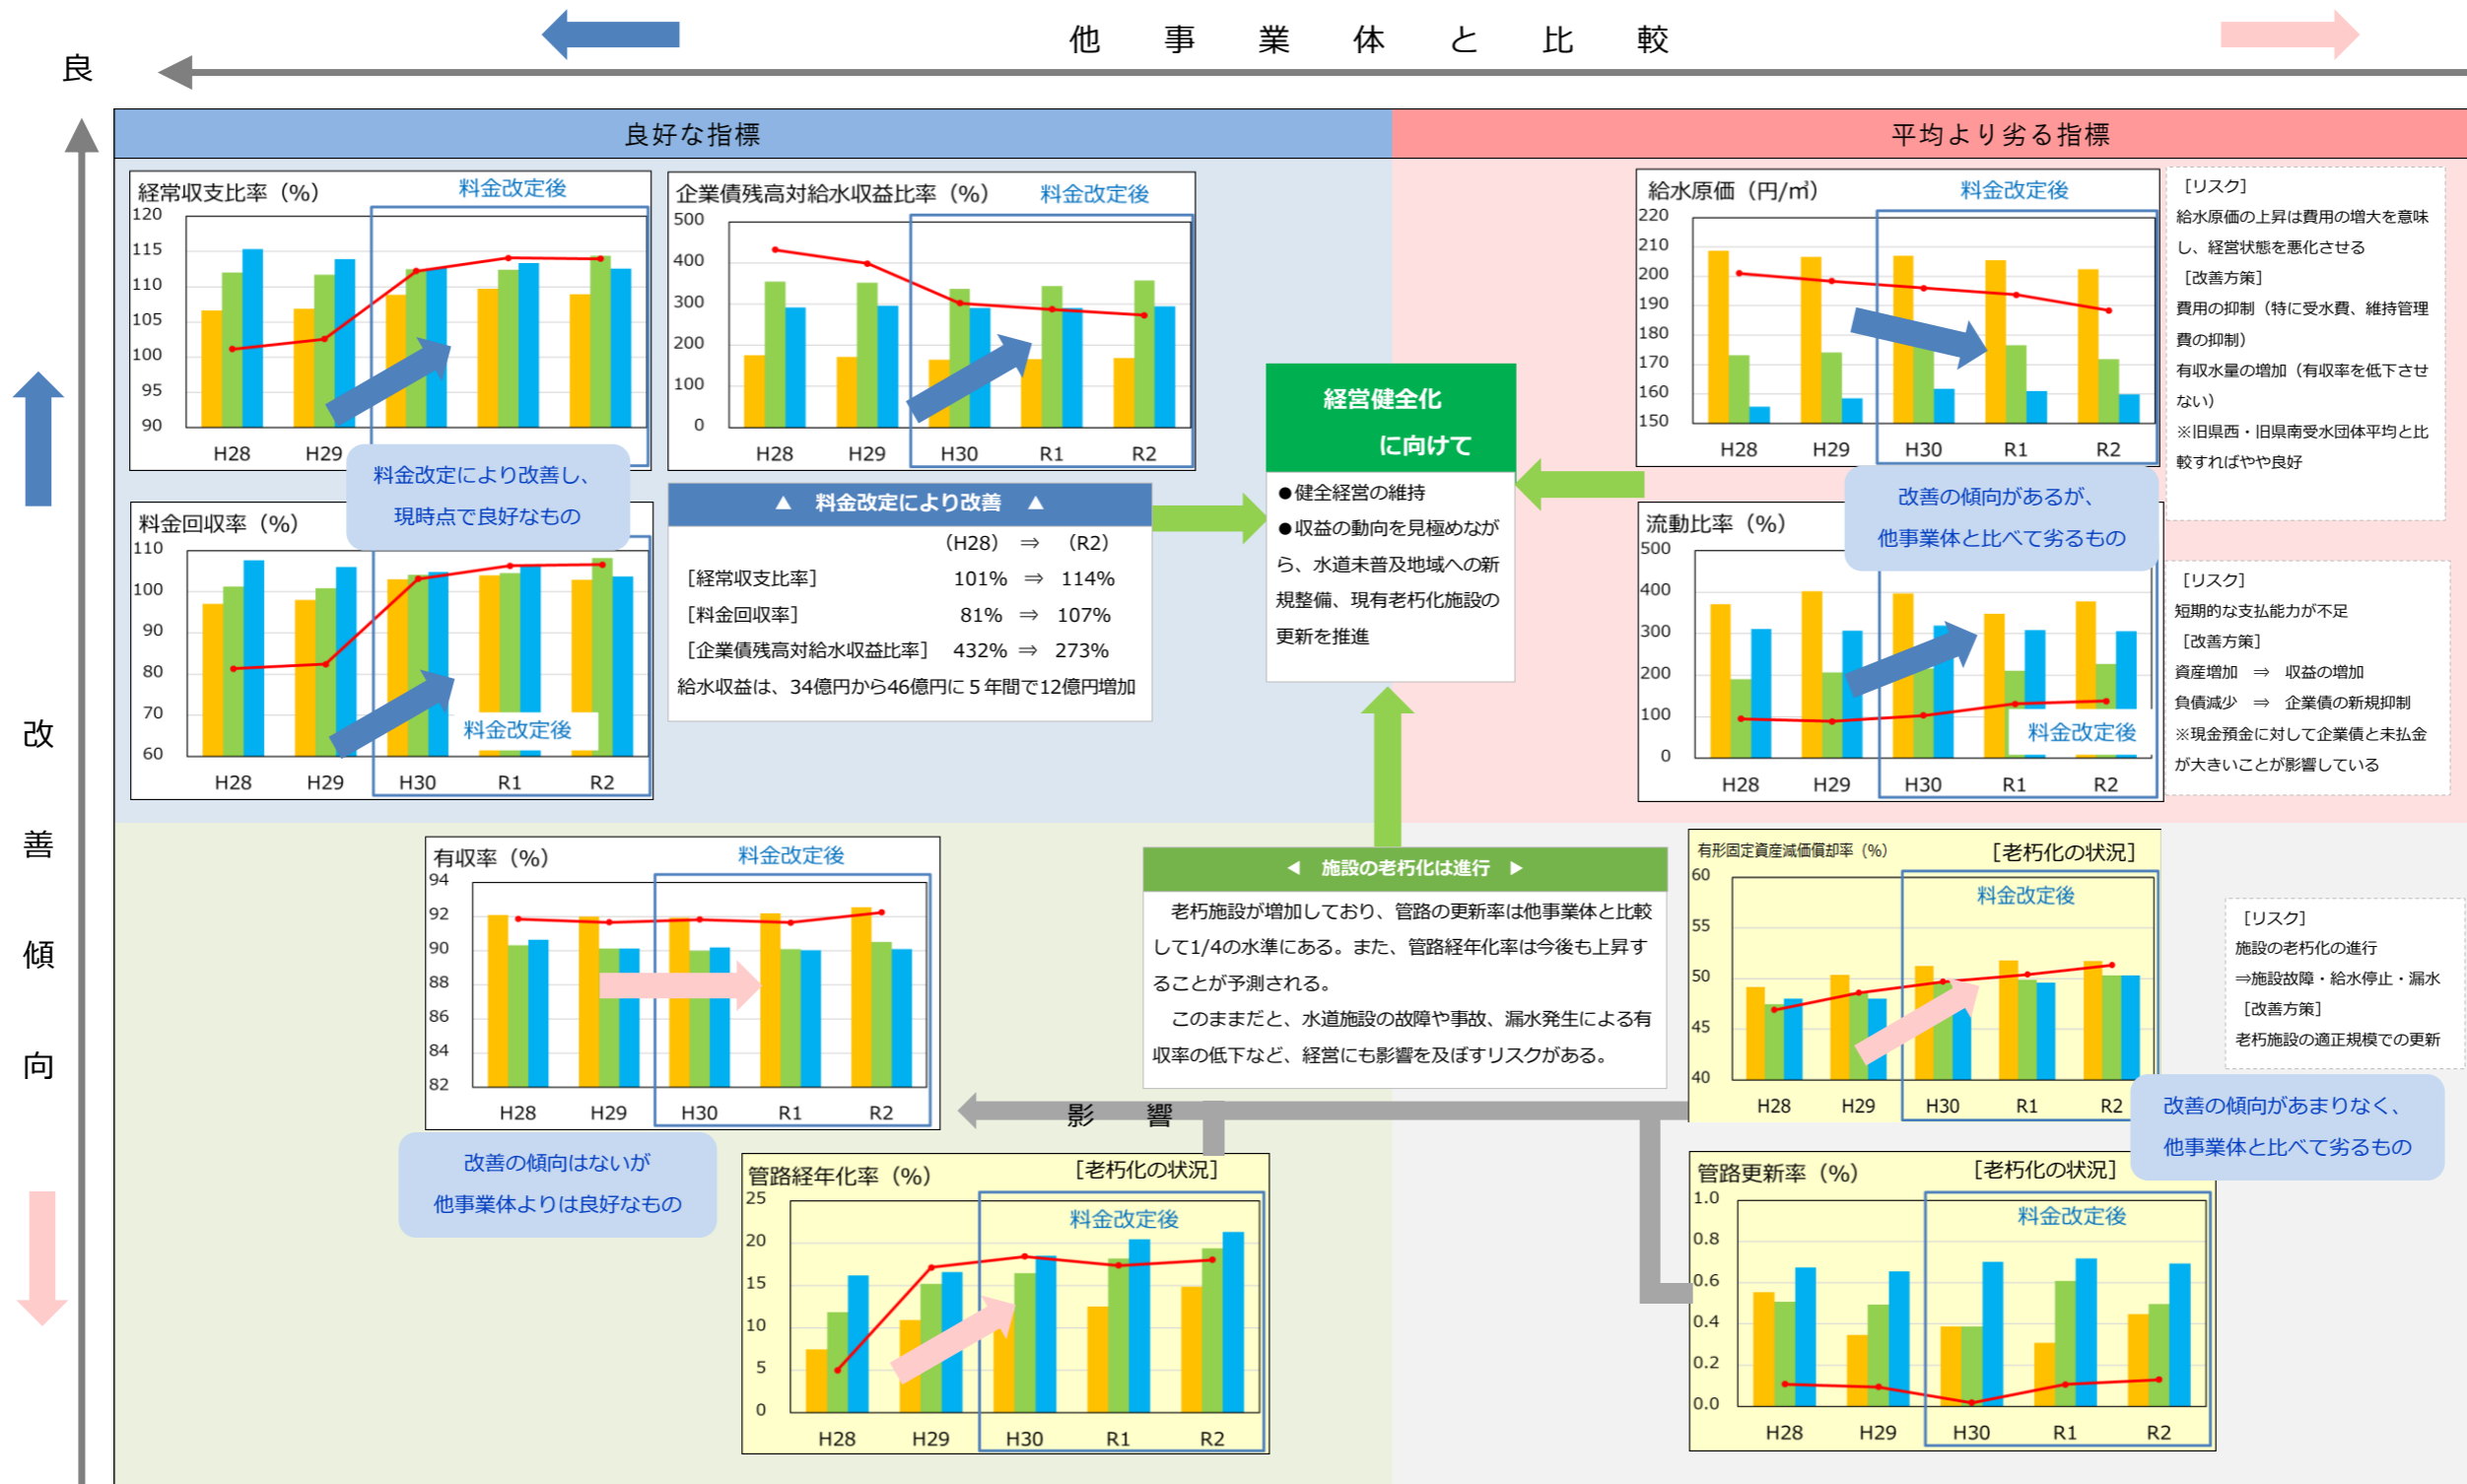 他事業体と比較
良
改善傾向
良好な指標
平均より劣る指標
経常収支比率（%）
料金改定後
120
115
110
105
100
95
90
H28 H29
料金改定により改善し、
現時点で良好なもの
企業債残高対給水収益比率（%）
料金改定後
500
400
300
200
100
0
H28 H29 H30 R1 R2
料金回収率（%）
110
100
90
80
70
60
料金改定後
H28 H29 H30 R1 R2
▲ 料金改定により改善 ▲
（H28） ⇒ （R2）
［経常収支比率］ 101% ⇒ 114%
［料金回収率］ 81% ⇒ 107%
［企業債残高対給水収益比率］ 432% ⇒ 273%
給水収益は、34億円から46億円に５年間で12億円増加
経営健全化
に向けて
●健全経営の維持
●収益の動向を見極めなが
ら、水道未普及地域への新
規整備、現有老朽化施設の
更新を推進
給水原価（円/㎥）
料金改定後
220
210
200
190
180
170
160
150
H28 H29 H30 R1 R2
［リスク］
給水原価の上昇は費用の増大を意味
し、経営状態を悪化させる
［改善方策］
費用の抑制（特に受水費、維持管理
費の抑制）
有収水量の増加（有収率を低下させ
ない）
※旧県西・旧県南受水団体平均と比
較すればやや良好
改善の傾向があるが、
他事業体と比べて劣るもの
流動比率（%）
500
400
300
200
100
0
料金改定後
H28 H29 H30 R1 R2
［リスク］
短期的な支払能力が不足
［改善方策］
資産増加 ⇒ 収益の増加
負債減少 ⇒ 企業債の新規抑制
※現金預金に対して企業債と未払金
が大きいことが影響している
有収率（%）
料金改定後
94
92
90
88
86
84
82
H28 H29 H30 R1 R2
改善の傾向はないが
他事業体よりは良好なもの
◀ 施設の老朽化は進行 ▶
老朽施設が増加しており、管路の更新率は他事業体と比較
して1/4の水準にある。また、管路経年化率は今後も上昇す
ることが予測される。
このままだと、水道施設の故障や事故、漏水発生による有
収率の低下など、経営にも影響を及ぼすリスクがある。
影響
管路経年化率（%）
［老朽化の状況］
料金改定後
25
20
15
10
5
0
H28 H29 H30 R1 R2
有形固定資産減価償却率（%）
［老朽化の状況］
料金改定後
60
55
50
45
40
H28 H29 H30 R1 R2
［リスク］
施設の老朽化の進行
⇒施設故障・給水停止・漏水
［改善方策］
老朽施設の適正規模での更新
改善の傾向があまりなく、
他事業体と比べて劣るもの
管路更新率（%）
［老朽化の状況］
料金改定後
1.0
0.8
0.6
0.4
0.2
0.0
H28 H29 H30 R1 R2